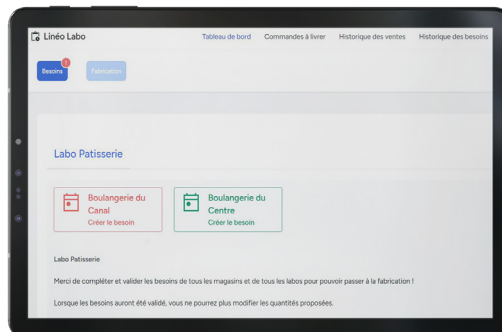 Linéo Labo
Tableau de bord Commandes à livrer Historique des ventes Historique des besoins
Besoins
Fabrication
Labo Patisserie
Boulangerie du
Canal
Créer le besoin
Boulangerie du
Centre
Créer le besoin
Labo Patisserie
Merci de compléter et valider les besoins de tous les magasins et de tous les labos pour pouvoir passer à la fabrication !
Lorsque les besoins auront été validé, vous ne pourrez plus modifier les quantités proposées.